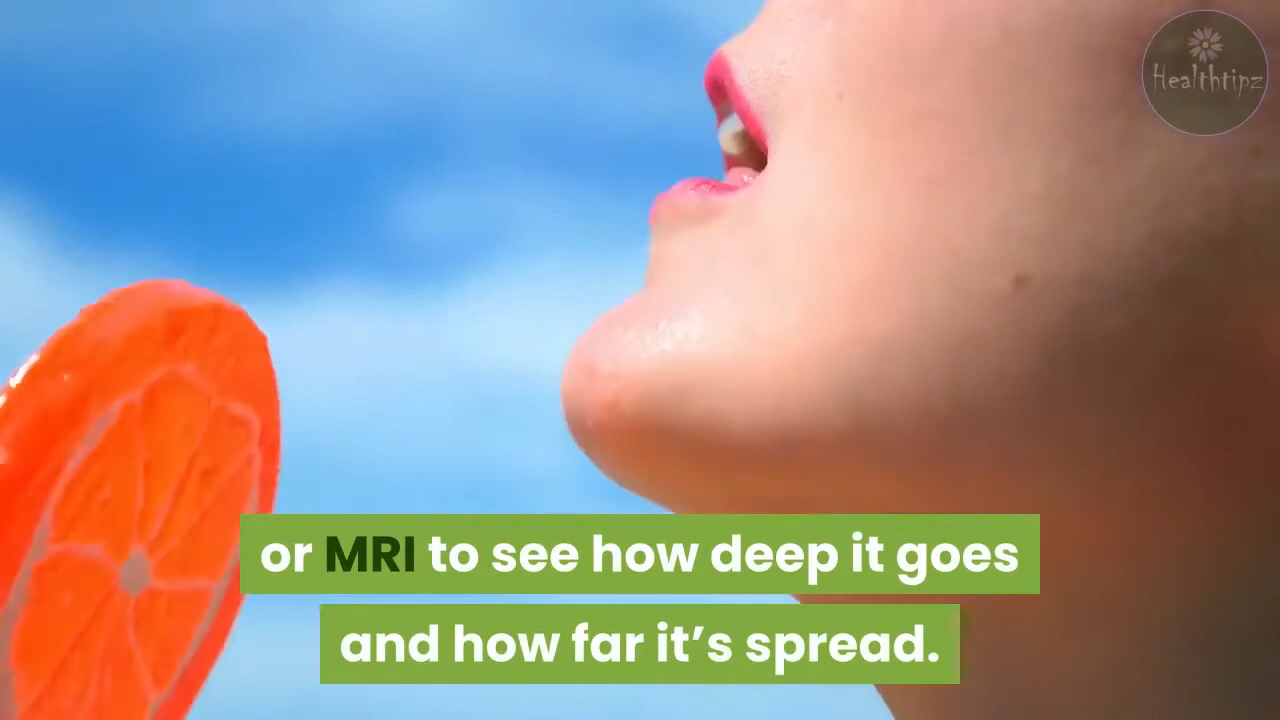 Healthtipz
or MRI to see how deep it goes
and how far it’s spread.